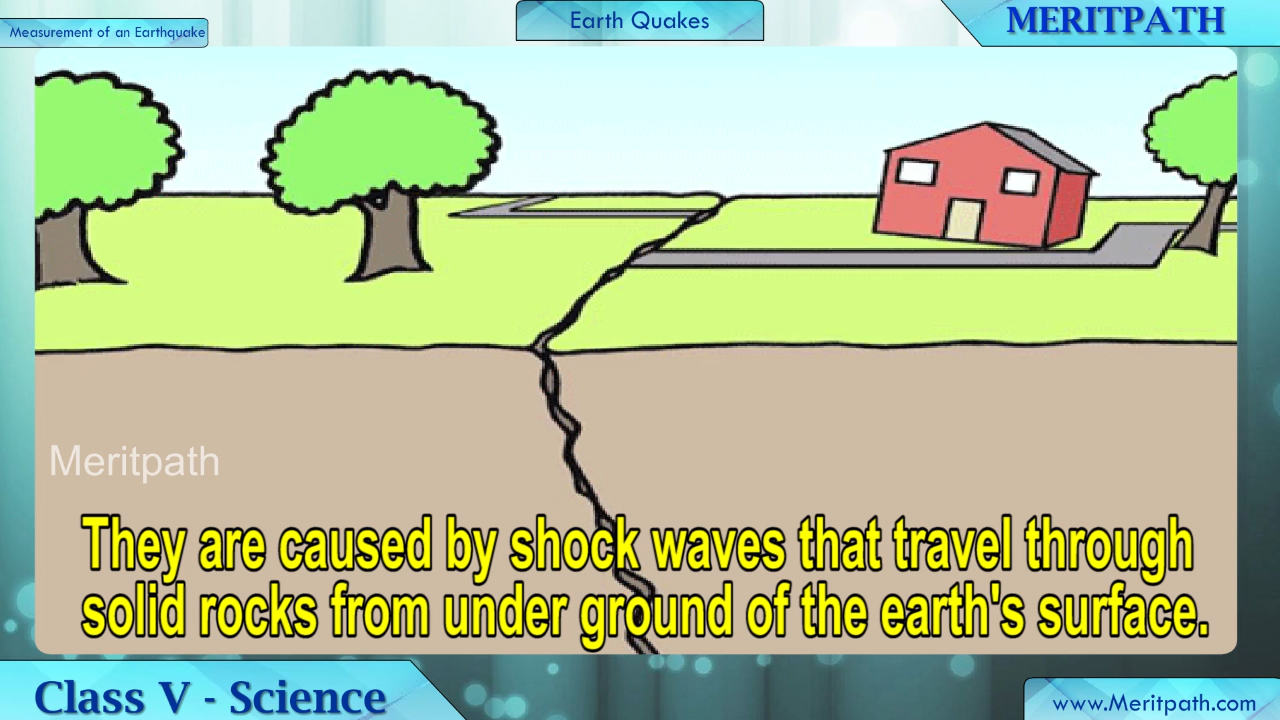 Measurement of an Earthquake
Earth Quakes
MERITPATH
Meritpath
They are caused by shock waves that travel through
solid rocks from under ground of the earth's surface.
Class V - Science
www.Meritpath.com